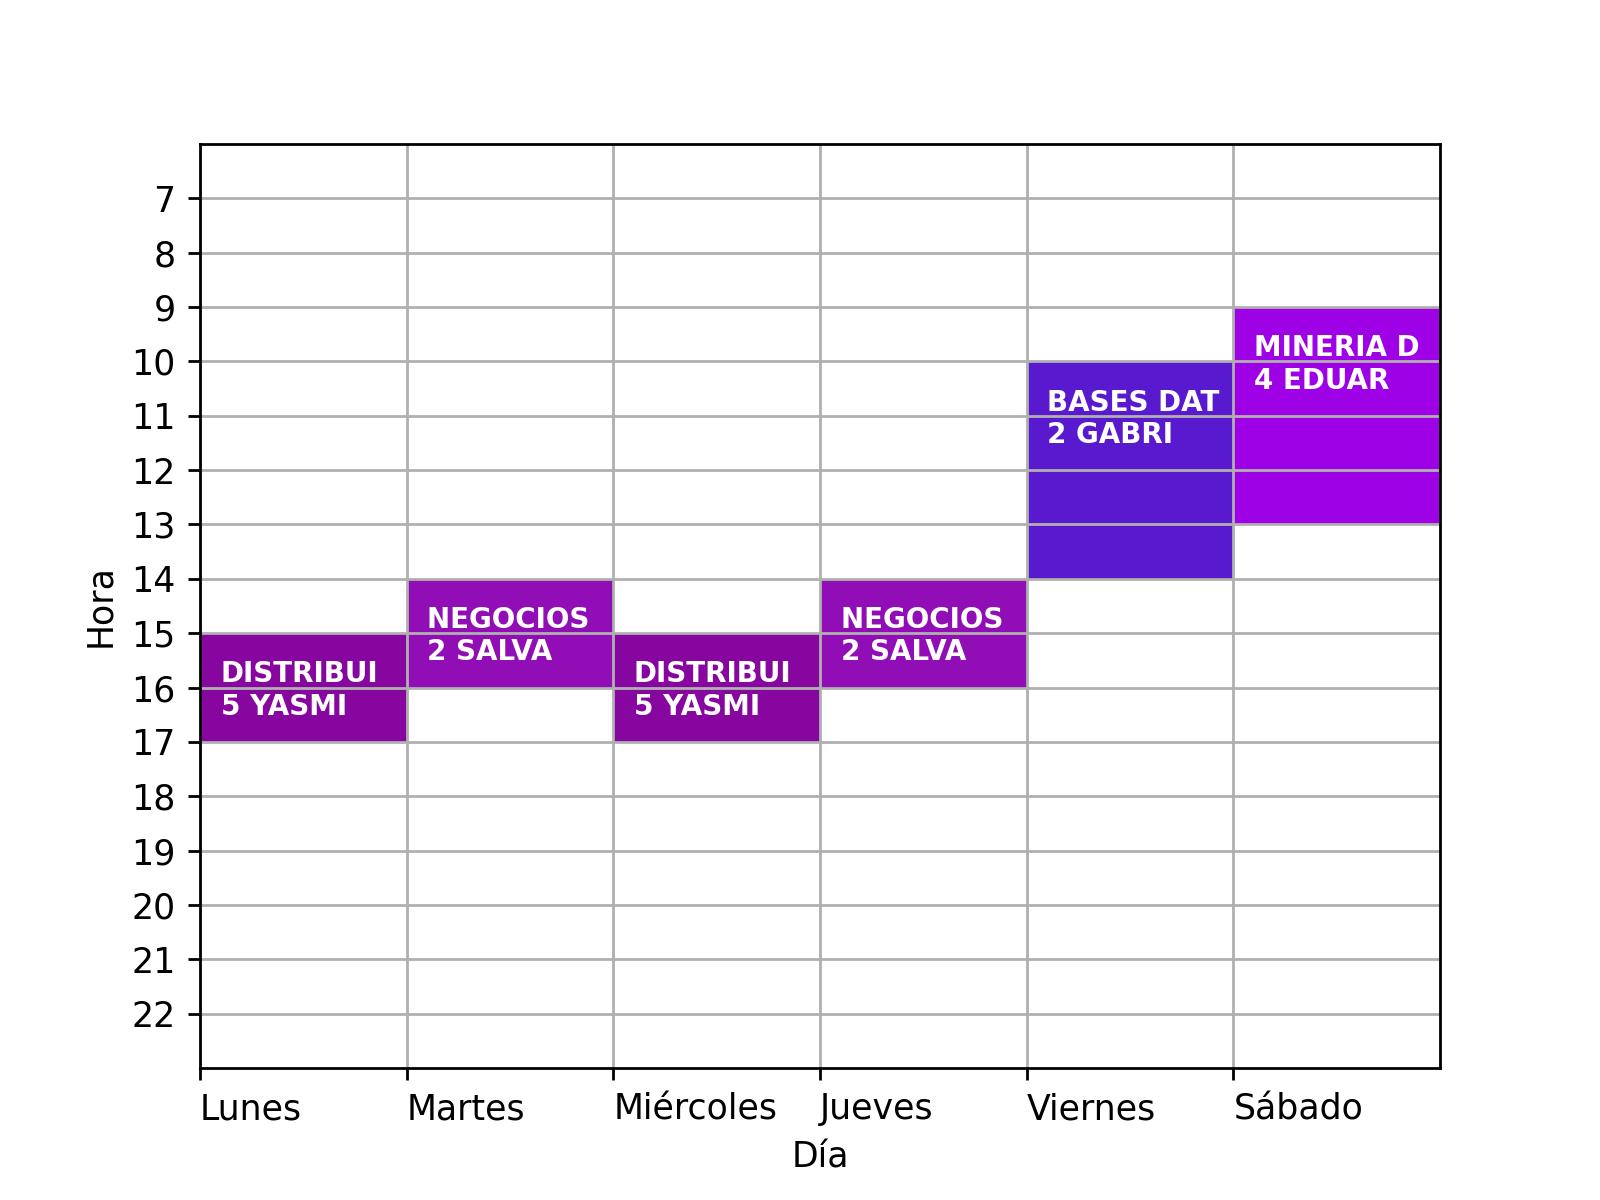 7
8
9
10
11
12
13
14
15
16
17
18
19
20
21
22
Hora
DISTRIBUI
5 YASMI
NEGOCIOS
2 SALVA
DISTRIBUI
5 YASMI
NEGOCIOS
2 SALVA
BASES DAT
2 GABRI
MINERIA D
4 EDUAR
Lunes
Martes
Miércoles
Jueves
Viernes
Sábado
Día